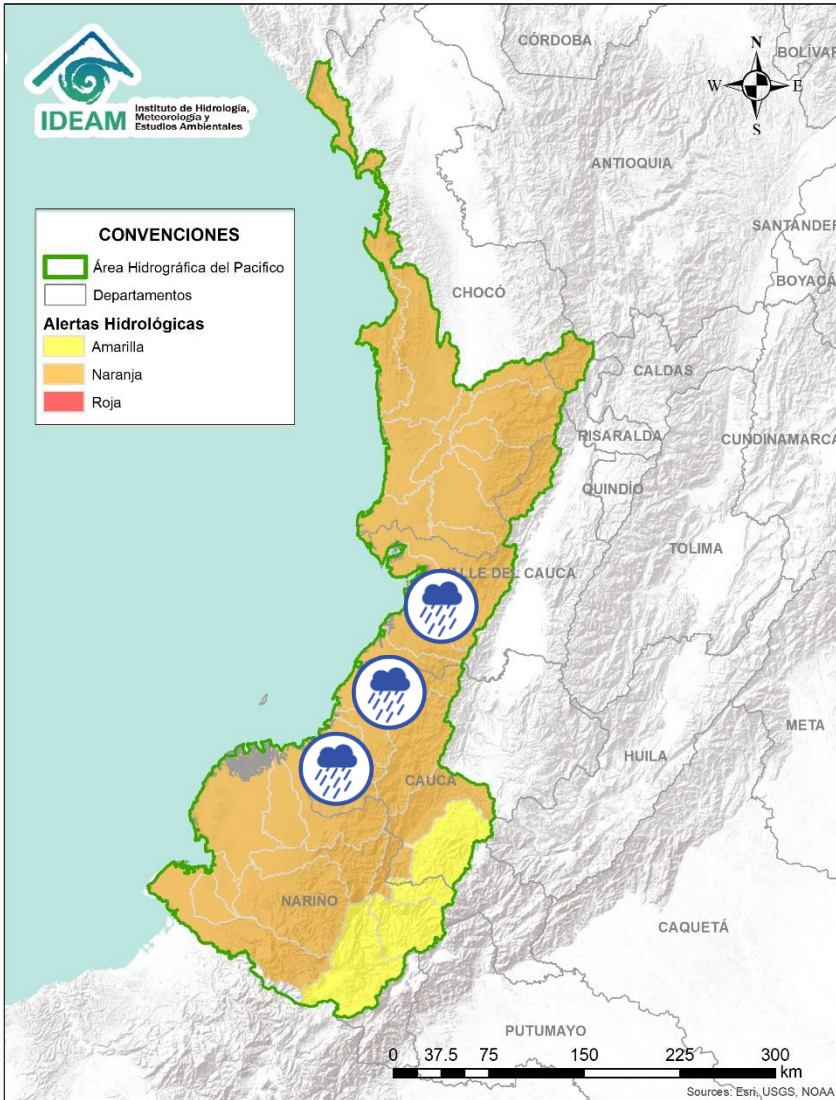 IDEAM
Instituto de Hidrología,
Meteorología y
Estudios Ambientales
N
W
E
S
CÓRDOBA
BOLÍVAR
ANTIOQUIA
SANTANDER
BOYACÁ
CONVENCIONES
Área Hidrográfica del Pacifico
Departamentos
Alertas Hidrológicas
Amarilla
Naranja
Roja
CHOCÓ
CALDAS
RISARALDA
CUNDINAMARCA
QUINDÍO
TOLIMA
VALLE DEL CAUCA
META
HUILA
CAUCA
NARIÑO
CAQUETÁ
PUTUMAYO
0 37.5 75 150 225 300
km
Sources: Esri, USGS, NOAA